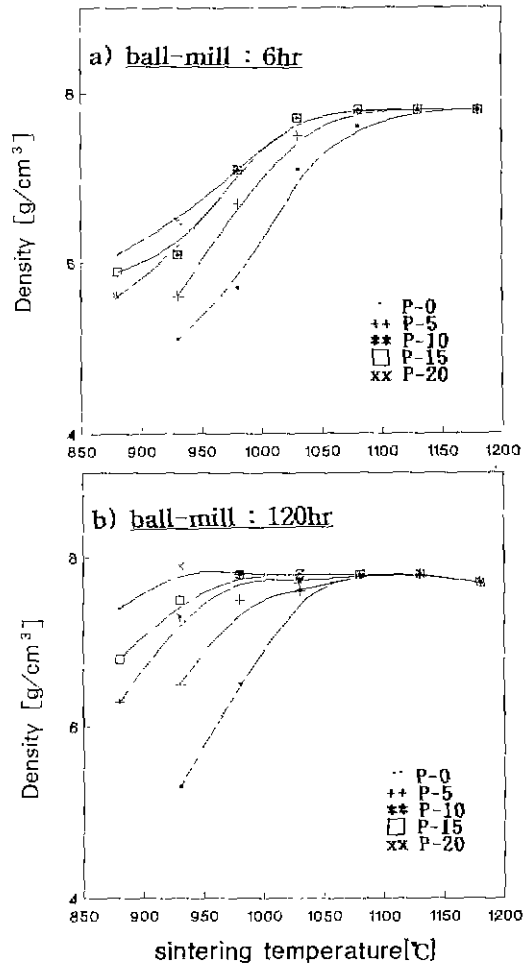 a) ball-mill : 6hr
8
6
4
Density [g/cm³]
· P-0
++ P-5
** P-10
□ P-15
xx P-20
850 900 950 1000 1050 1100 1150 1200
b) ball-mill : 120hr
8
6
4
Density [g/cm³]
·· P-0
++ P-5
** P-10
□ P-15
xx P-20
850 900 950 1000 1050 1100 1150 1200
sintering temperature[℃]